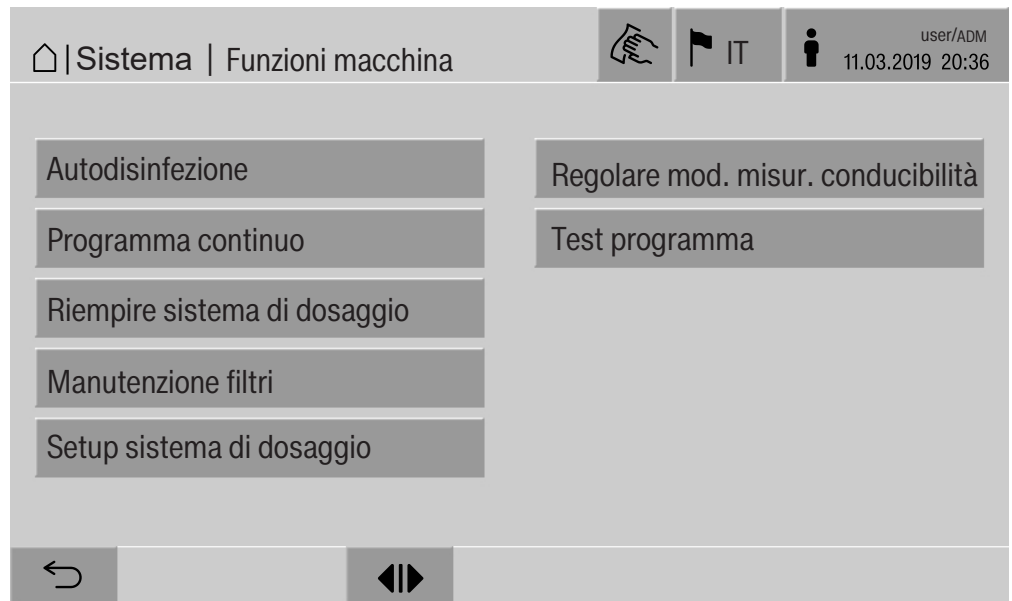 | Sistema | Funzioni macchina
IT
user/ADM
11.03.2019 20:36
Autodisinfezione
Programma continuo
Riempire sistema di dosaggio
Manutenzione filtri
Setup sistema di dosaggio
Regolare mod. misur. conducibilità
Test programma